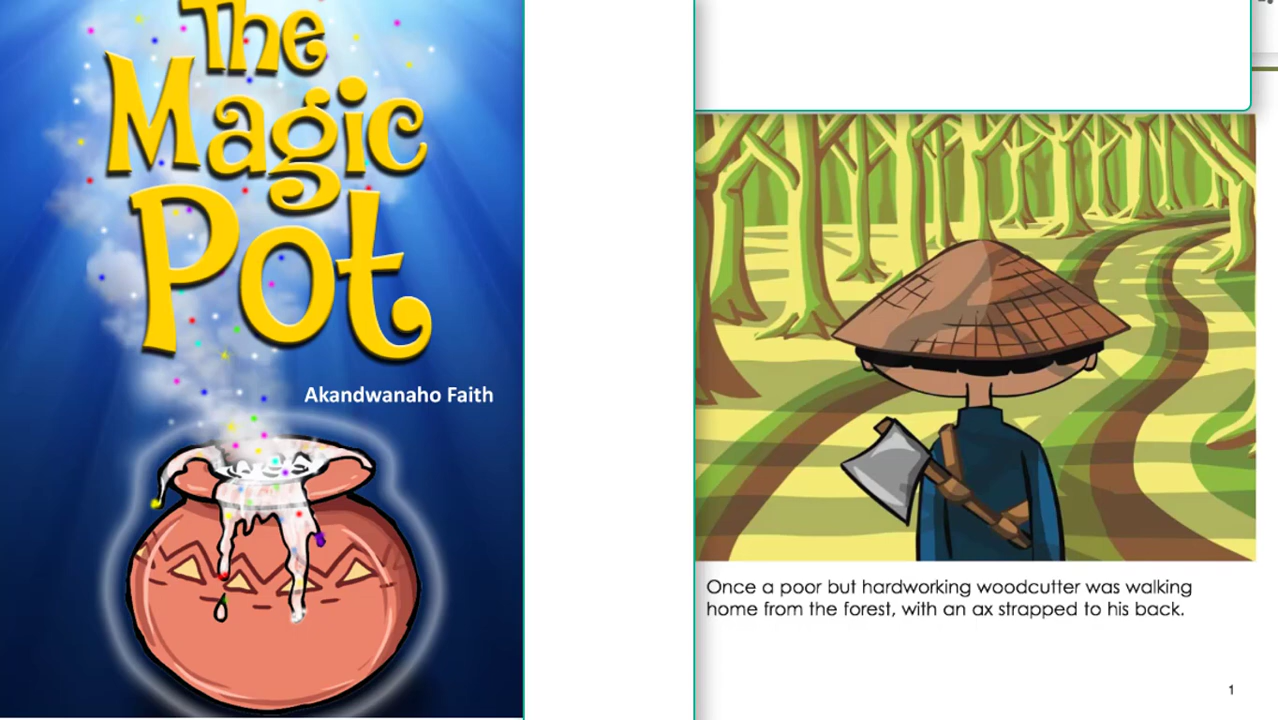 The
Magic
Pot
Akandwanaho Faith
Once a poor but hardworking woodcutter was walking
home from the forest, with an ax strapped to his back.
1